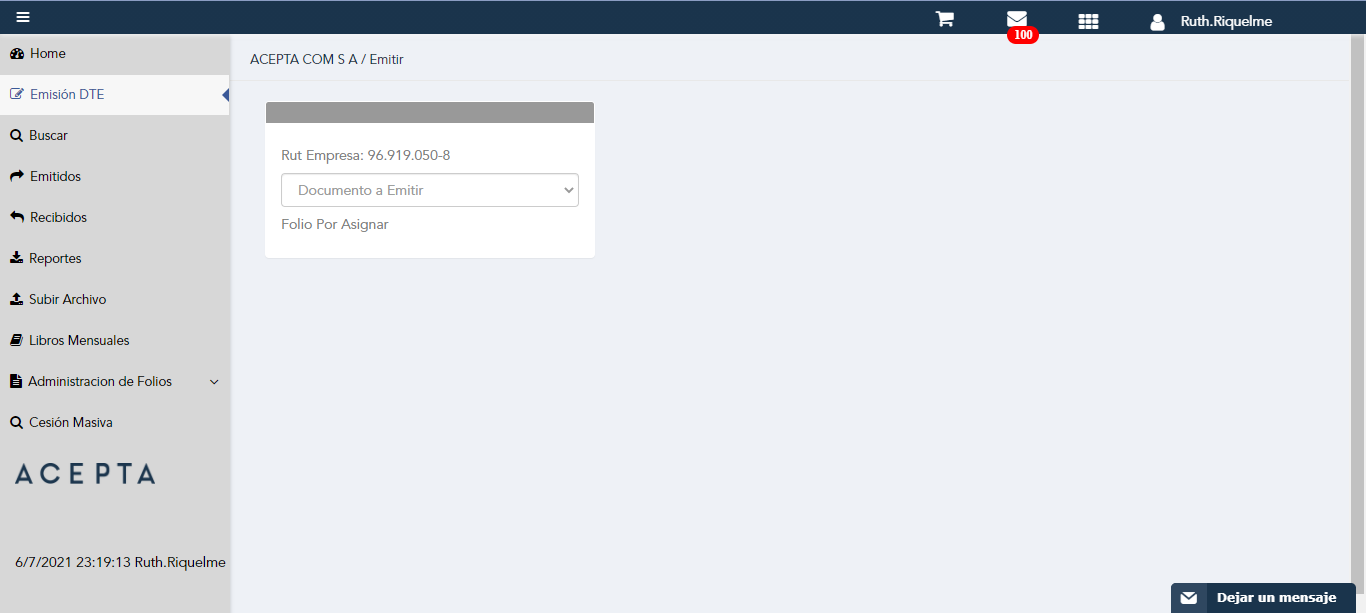 100
Ruth.Riquelme
Home
Emisión DTE
Buscar
Emitidos
Recibidos
Reportes
Subir Archivo
Libros Mensuales
Administracion de Folios
Cesión Masiva
ACEPTA
6/7/2021 23:19:13 Ruth.Riquelme
ACEPTA COM S A / Emitir
Rut Empresa: 96.919.050-8
Documento a Emitir
Folio Por Asignar
Dejar un mensaje